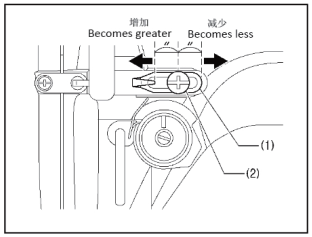 增加 减少
Becomes greater Becomes less
(1)
(2)